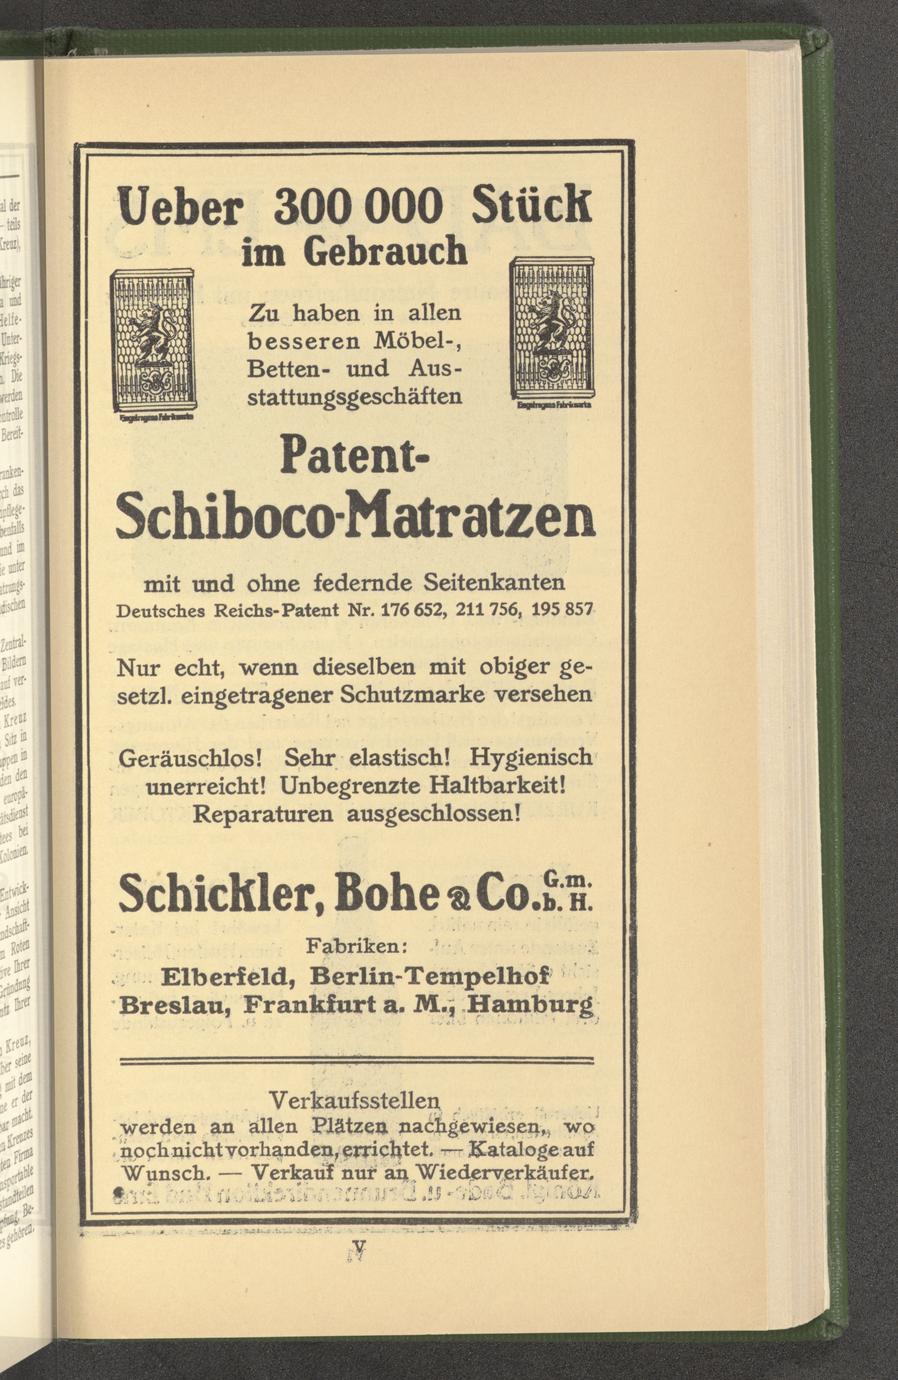 Ueber 300 000 Stück
im Gebrauch
Zu haben in allen
besseren Möbel-,
Betten- und Aus-
stattungsgeschäften
Eingetragene Fabrikmarke
Eingetragene Fabrikmarke
Patent-
Schiboco-Matratzen
mit und ohne federnde Seitenkanten
Deutsches Reichs-Patent Nr. 176 652, 211 756, 195 857
Nur echt, wenn dieselben mit obiger ge-
setzl. eingetragener Schutzmarke versehen
Geräuschlos! Sehr elastisch! Hygienisch
unerreicht! Unbegrenzte Haltbarkeit!
Reparaturen ausgeschlossen!
Schickler, Bohe & Co. G. m. b. H.
Fabriken:
Elberfeld, Berlin-Tempelhof
Breslau, Frankfurt a. M., Hamburg
Verkaufsstellen
werden an allen Plätzen nachgewiesen, wo
noch nicht vorhanden, errichtet. — Kataloge auf
Wunsch. — Verkauf nur an Wiederverkäufer.
V